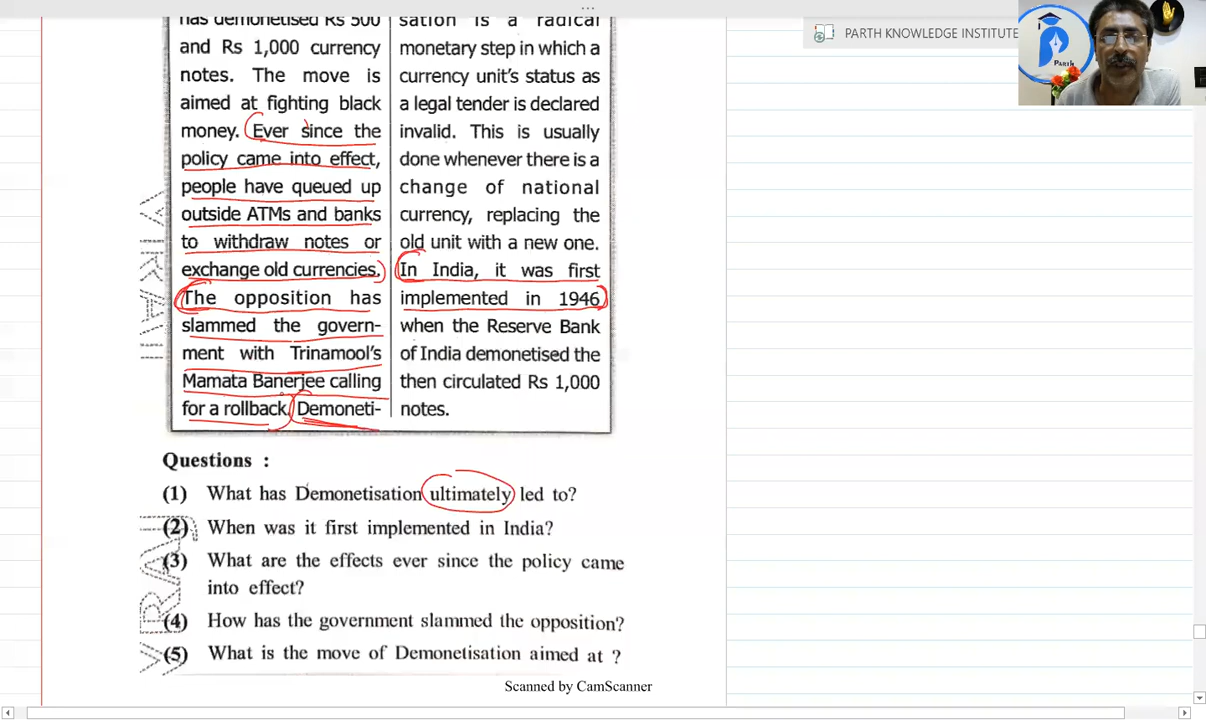 has demonetised Rs 500
and Rs 1,000 currency
notes. The move is
aimed at fighting black
money. Ever since the
policy came into effect,
people have queued up
outside ATMs and banks
to withdraw notes or
exchange old currencies.
The opposition has
slammed the govern-
ment with Trinamool's
Mamata Banerjee calling
for a rollback. Demoneti-
sation is a radical
monetary step in which a
currency unit's status as
a legal tender is declared
invalid. This is usually
done whenever there is a
change of national
currency, replacing the
old unit with a new one.
In India, it was first
implemented in 1946
when the Reserve Bank
of India demonetised the
then circulated Rs 1,000
notes.
Questions :
(1) What has Demonetisation ultimately led to?
(2) When was it first implemented in India?
(3) What are the effects ever since the policy came
into effect?
(4) How has the government slammed the opposition?
(5) What is the move of Demonetisation aimed at ?
Scanned by CamScanner
PARTH KNOWLEDGE INSTITUTE
Parth
VIRAJ
VIRAJ